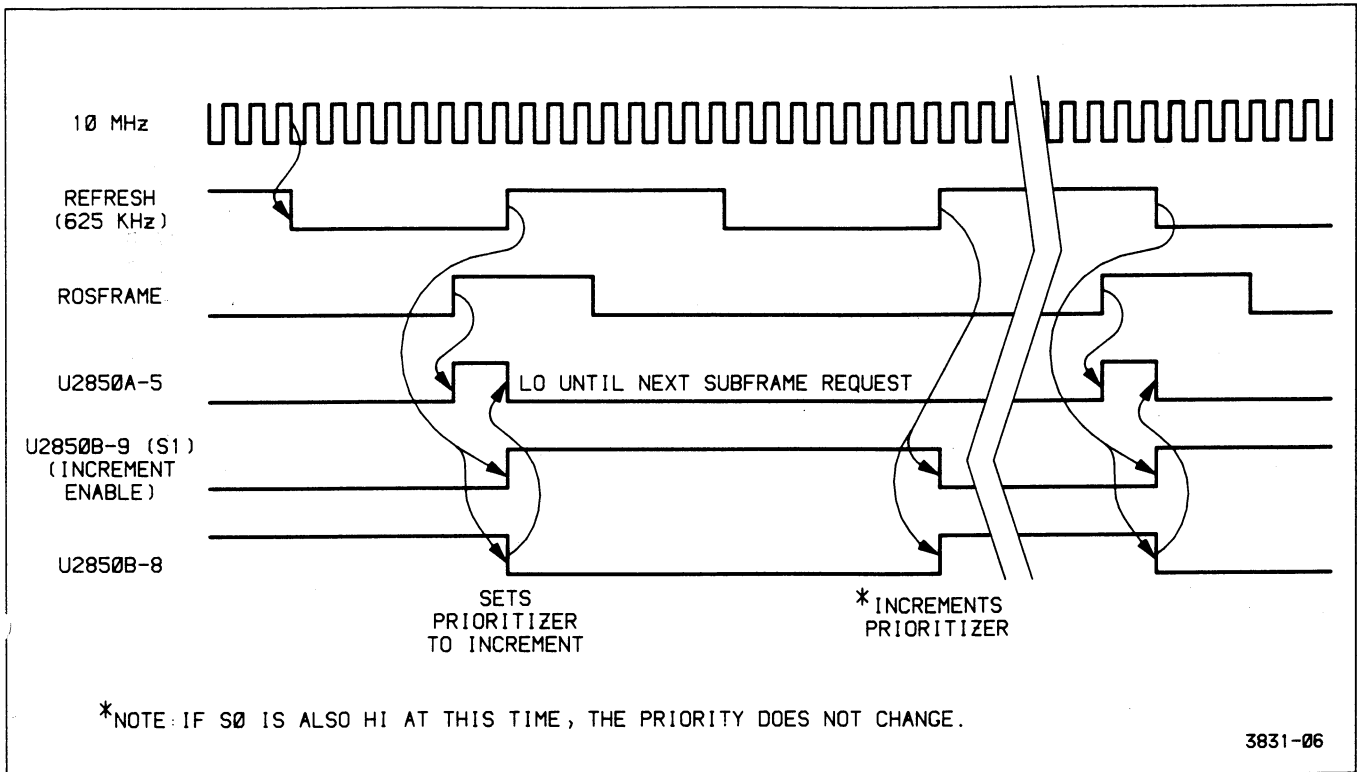 10 MHz
REFRESH
(625 KHz)
ROSFRAME
U2850A-5
LO UNTIL NEXT SUBFRAME REQUEST
U2850B-9 (S1)
(INCREMENT
ENABLE)
U2850B-8
SETS
PRIORITIZER
TO INCREMENT
*INCREMENTS
PRIORITIZER
*NOTE: IF S0 IS ALSO HI AT THIS TIME, THE PRIORITY DOES NOT CHANGE.
3831-06